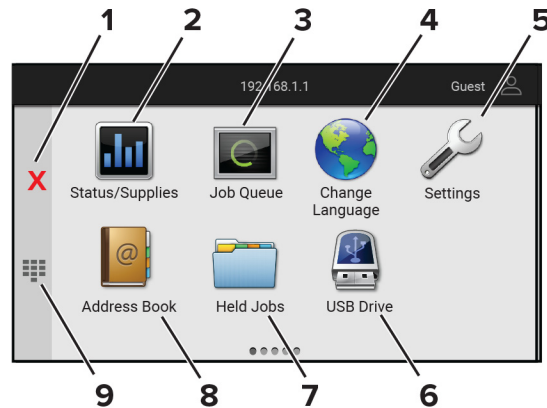 1 2 3 4 5
192.168.1.1 Guest
X
Status/Supplies Job Queue Change Language Settings
@
Address Book Held Jobs USB Drive
9 8 7 6